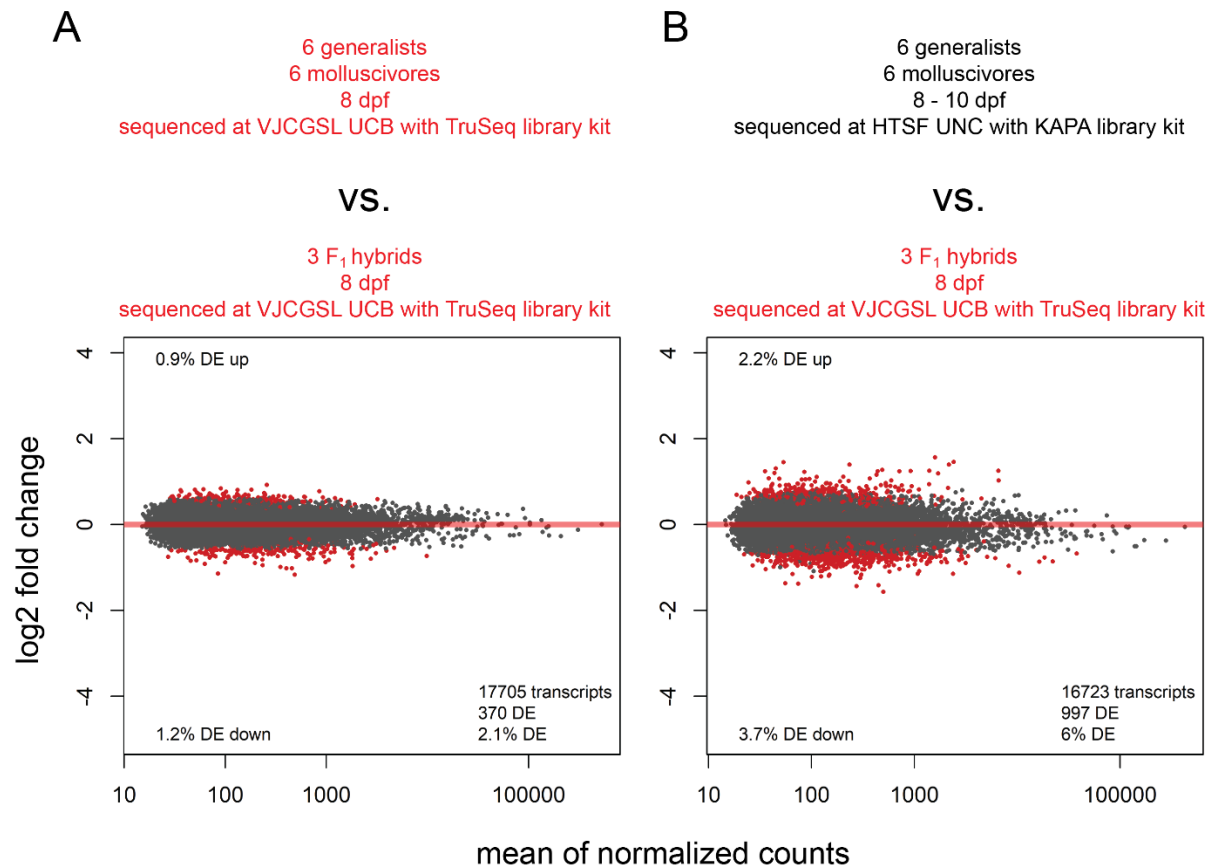 A
6 generalists
6 molluscivores
8 dpf
sequenced at VJCGSL UCB with TruSeq library kit
vs.
3 F₁ hybrids
8 dpf
sequenced at VJCGSL UCB with TruSeq library kit
B
6 generalists
6 molluscivores
8 - 10 dpf
sequenced at HTSF UNC with KAPA library kit
vs.
3 F₁ hybrids
8 dpf
sequenced at VJCGSL UCB with TruSeq library kit
log2 fold change
4
2
0
-2
-4
0.9% DE up
1.2% DE down
17705 transcripts
370 DE
2.1% DE
10
100
1000
100000
4
2
0
-2
-4
2.2% DE up
3.7% DE down
16723 transcripts
997 DE
6% DE
10
100
1000
100000
mean of normalized counts